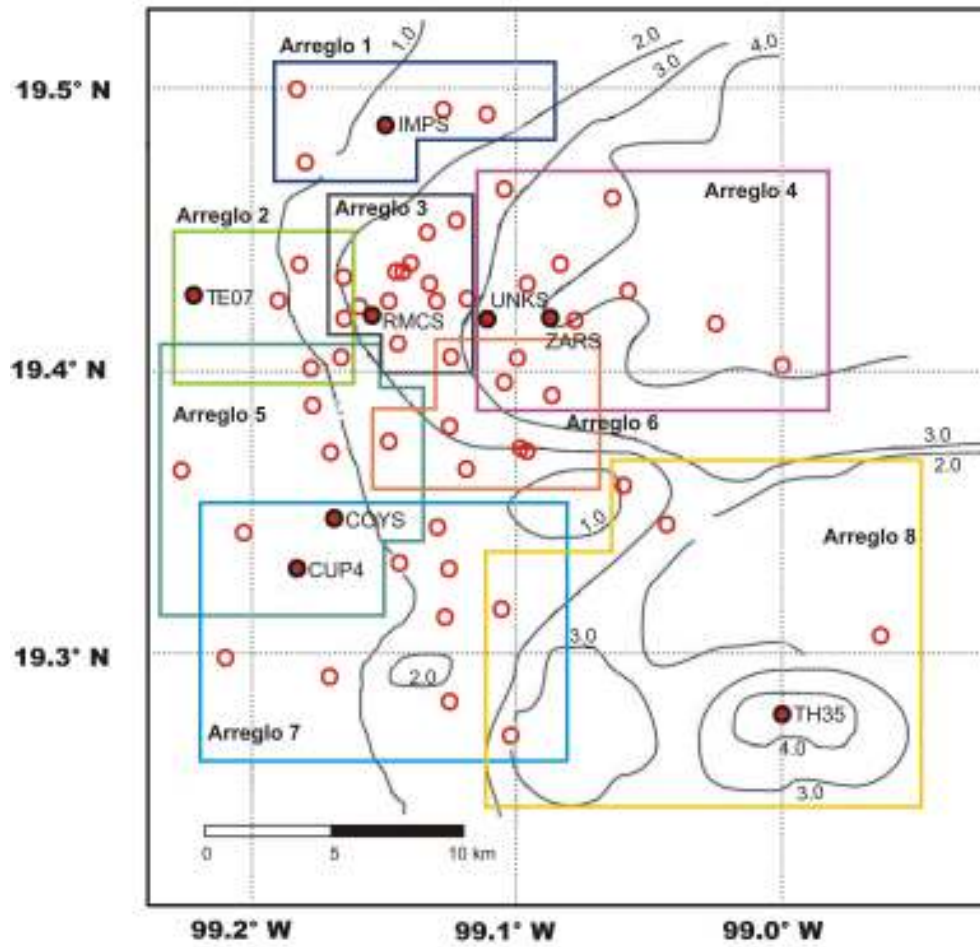 Arreglo 1
1.0
2.0
3.0
4.0
19.5° N
IMPS
Arreglo 4
Arreglo 3
Arreglo 2
TE07
UNKS
RMCS
ZARS
19.4° N
Arreglo 5
Arreglo 6
3.0
2.0
1.0
COYS
Arreglo 8
CUP4
3.0
19.3° N
2.0
TH35
Arreglo 7
4.0
3.0
0
5
10 km
99.2° W
99.1° W
99.0° W